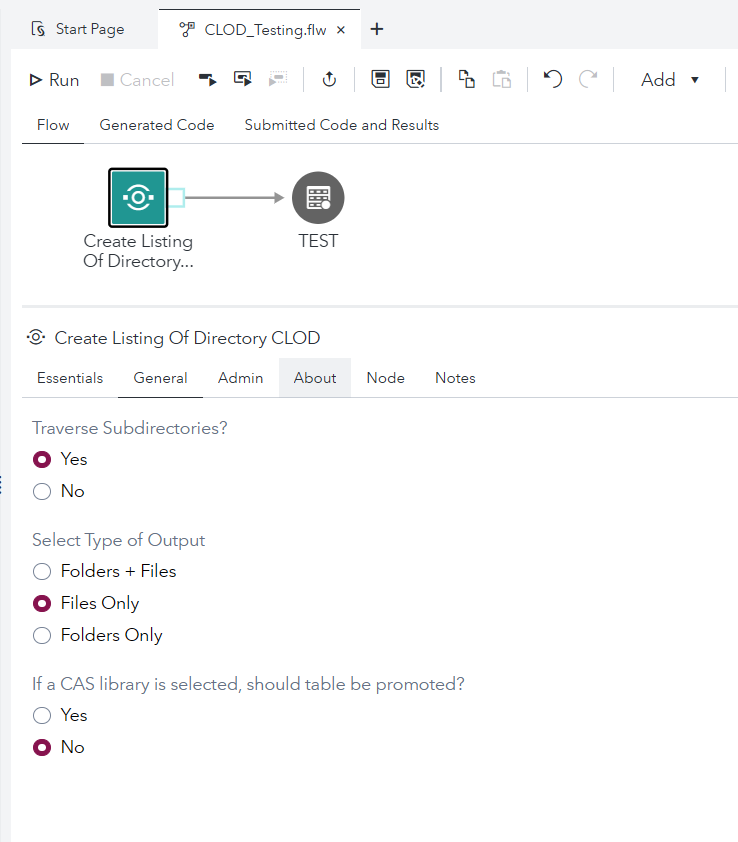 Start Page
CLOD_Testing.flw
Run
Cancel
Add
Flow
Generated Code
Submitted Code and Results
Create Listing
Of Directory...
TEST
Create Listing Of Directory CLOD
Essentials
General
Admin
About
Node
Notes
Traverse Subdirectories?
Yes
No
Select Type of Output
Folders + Files
Files Only
Folders Only
If a CAS library is selected, should table be promoted?
Yes
No